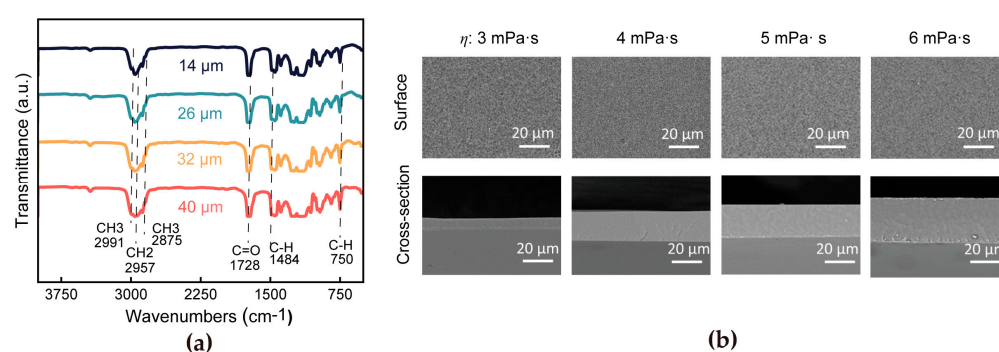 Transmittance (a.u.)
14 μm
26 μm
32 μm
40 μm
CH3
2991
CH3
2875
CH2
2957
C=O
1728
C-H
1484
C-H
750
3750 3000 2250 1500 750
Wavenumbers (cm-1)
(a)
η: 3 mPa·s 4 mPa·s 5 mPa· s 6 mPa·s
Surface
20 μm 20 μm 20 μm 20 μm
Cross-section
20 μm 20 μm 20 μm 20 μm
(b)